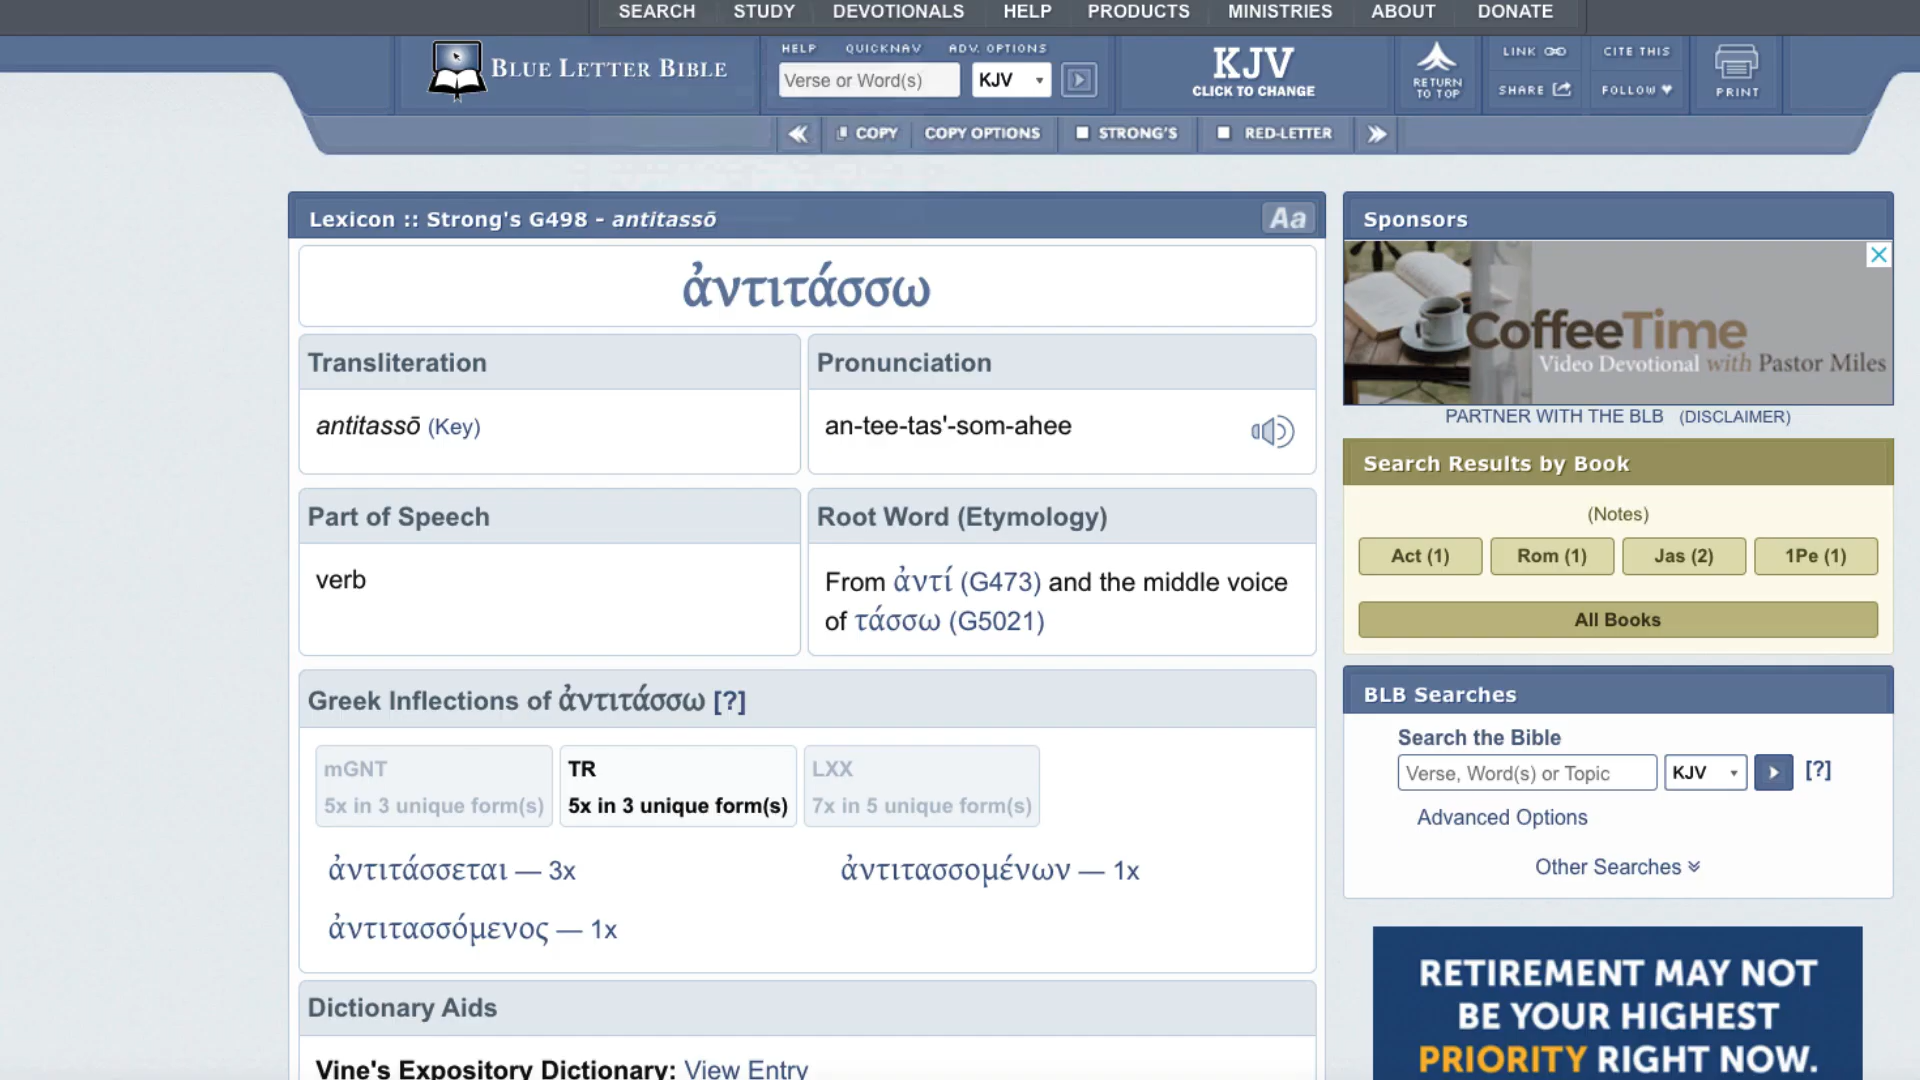 SEARCH STUDY DEVOTIONALS HELP PRODUCTS MINISTRIES ABOUT DONATE
BLUE LETTER BIBLE
HELP QUICKNAV ADV. OPTIONS
Verse or Word(s) KJV
KJV
CLICK TO CHANGE
RETURN
TO TOP
LINK
SHARE
CITE THIS
FOLLOW
PRINT
COPY COPY OPTIONS STRONG'S RED-LETTER
Lexicon :: Strong's G498 - antitassō Aa
ἀντιτάσσω
Transliteration
antitassō (Key)
Pronunciation
an-tee-tas'-som-ahee
Part of Speech
verb
Root Word (Etymology)
From ἀντί (G473) and the middle voice
of τάσσω (G5021)
Greek Inflections of ἀντιτάσσω [?]
mGNT
5x in 3 unique form(s)
TR
5x in 3 unique form(s)
LXX
7x in 5 unique form(s)
ἀντιτάσσεται — 3x
ἀντιτασσομένων — 1x
ἀντιτασσόμενος — 1x
Dictionary Aids
Vine's Expository Dictionary: View Entry
Sponsors
CoffeeTime
Video Devotional with Pastor Miles
PARTNER WITH THE BLB (DISCLAIMER)
Search Results by Book
(Notes)
Act (1) Rom (1) Jas (2) 1Pe (1)
All Books
BLB Searches
Search the Bible
Verse, Word(s) or Topic KJV [?]
Advanced Options
Other Searches
RETIREMENT MAY NOT
BE YOUR HIGHEST
PRIORITY RIGHT NOW.